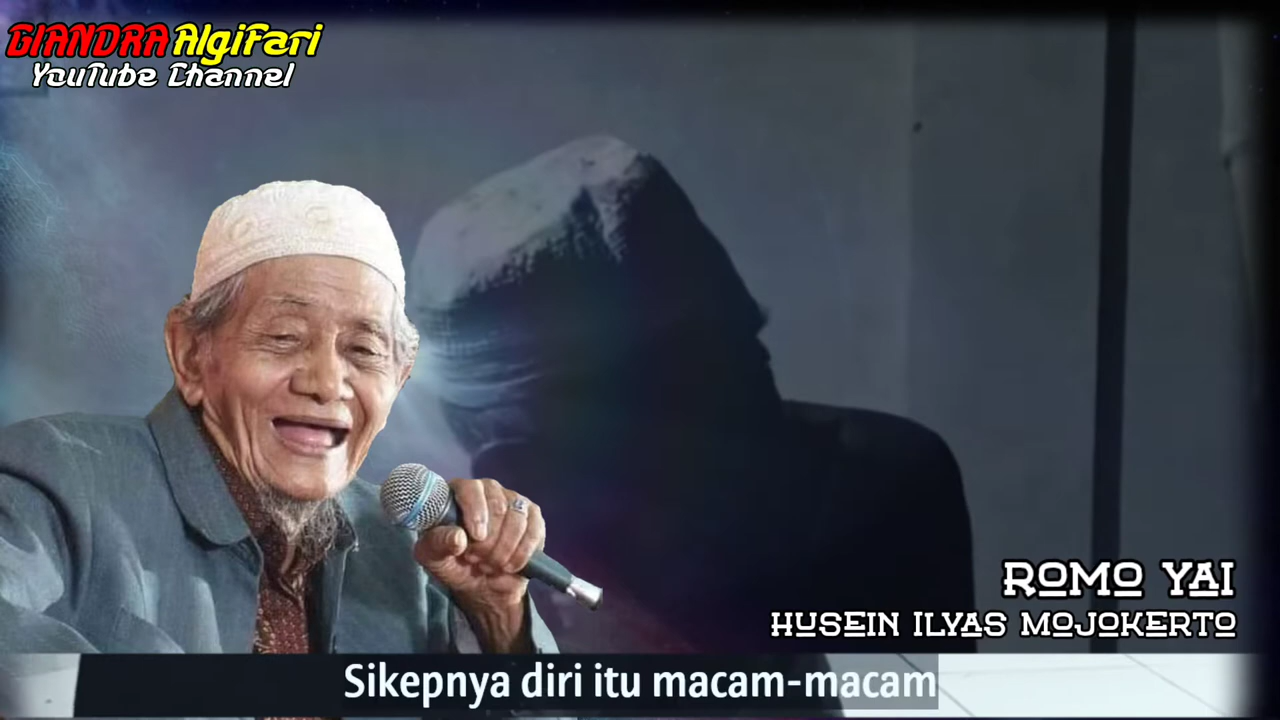 GIANDRA AlgiFari
YouTube Channel
ROMO YAI
HUSEIN ILYAS MOJOKERTO
Sikepnya diri itu macam-macam